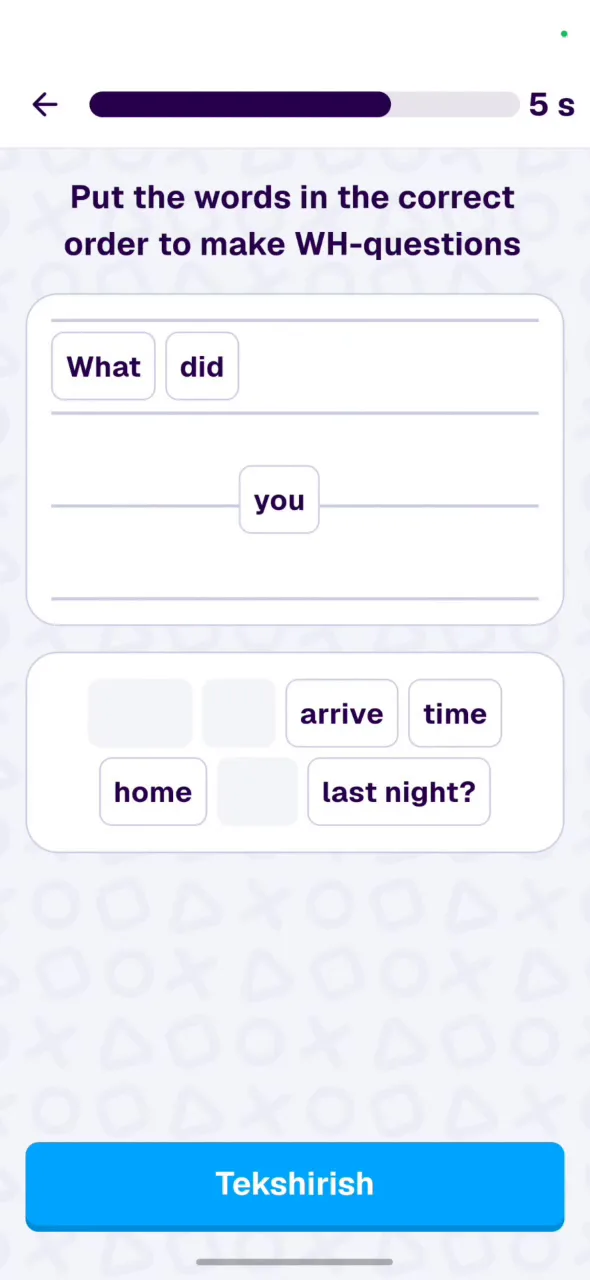 5 s
Put the words in the correct
order to make WH-questions
What did
you
arrive time
home last night?
Tekshirish